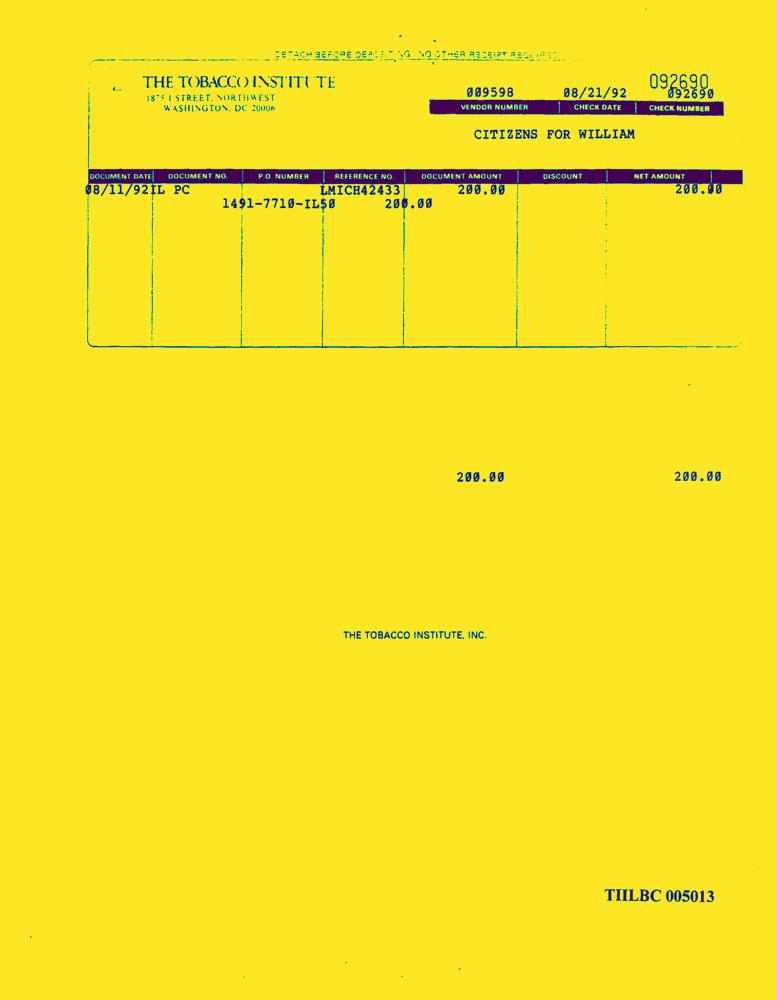 DETACH BEFORE DEPOSITING. NO OTHER RECEIPT REQUIRED.
THE TOBACCO INSTITUTE
1875 I STREET, NORTHWEST
WASHINGTON, DC 20006
092690
009598 08/21/92 092690
VENDOR NUMBER CHECK DATE CHECK NUMBER
CITIZENS FOR WILLIAM
DOCUMENT DATE DOCUMENT NO. P.O. NUMBER REFERENCE NO. DOCUMENT AMOUNT DISCOUNT NET AMOUNT
08/11/92IL PC LMICH42433 200.00 200.00
1491-7710-IL50 200.00
200.00 200.00
THE TOBACCO INSTITUTE, INC.
TIILBC 005013